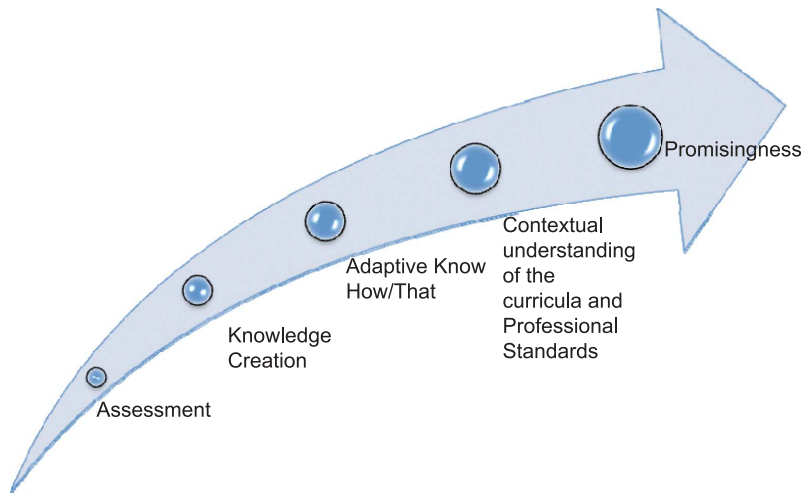 Promisingness
Contextual
understanding
of the
curricula and
Professional
Standards
Adaptive Know
How/That
Knowledge
Creation
Assessment